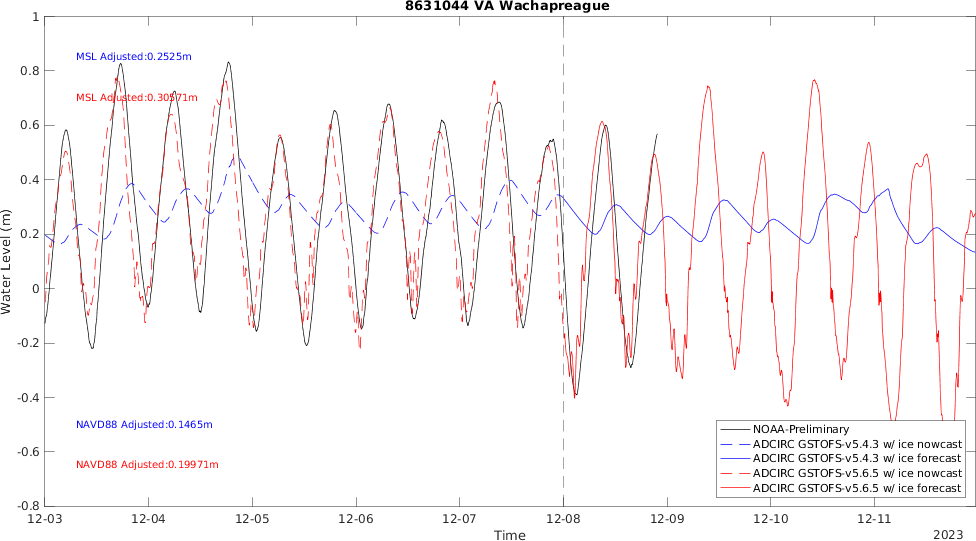 8631044 VA Wachapreague
1
0.8
0.6
0.4
0.2
0
-0.2
-0.4
-0.6
-0.8
Water Level (m)
MSL Adjusted:0.2525m
MSL Adjusted:0.30571m
NAVD88 Adjusted:0.1465m
NAVD88 Adjusted:0.19971m
NOAA-Preliminary
ADCIRC GSTOFS-v5.4.3 w/ ice nowcast
ADCIRC GSTOFS-v5.4.3 w/ ice forecast
ADCIRC GSTOFS-v5.6.5 w/ ice nowcast
ADCIRC GSTOFS-v5.6.5 w/ ice forecast
12-03 12-04 12-05 12-06 12-07 12-08 12-09 12-10 12-11
Time
2023